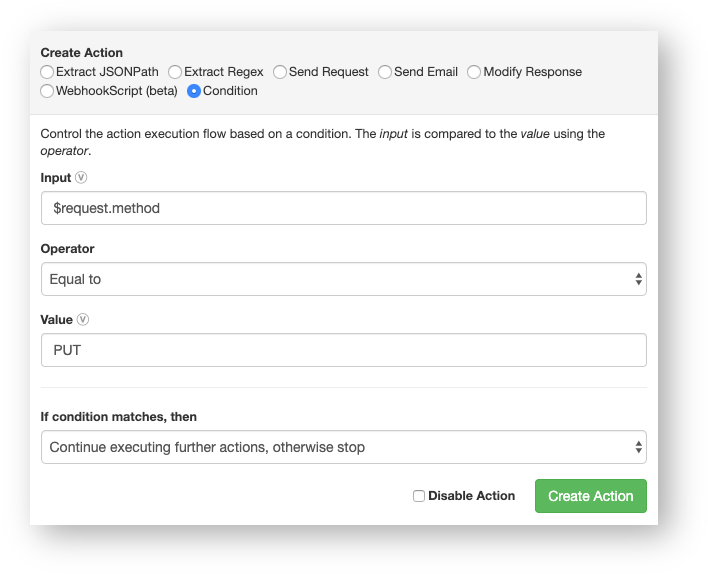 Create Action
Extract JSONPath Extract Regex Send Request Send Email Modify Response
WebhookScript (beta) Condition
Control the action execution flow based on a condition. The input is compared to the value using the
operator.
Input V
$request.method
Operator
Equal to
Value V
PUT
If condition matches, then
Continue executing further actions, otherwise stop
Disable Action Create Action